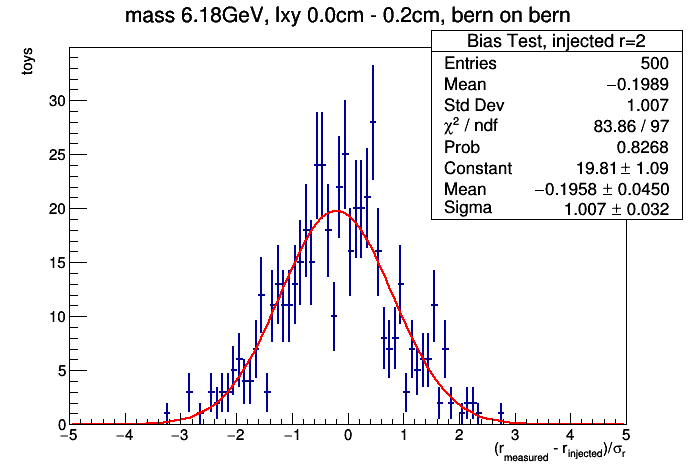 mass 6.18GeV, lxy 0.0cm - 0.2cm, bern on bern
Bias Test, injected r=2
Entries 500
Mean −0.1989
Std Dev 1.007
χ² / ndf 83.86 / 97
Prob 0.8268
Constant 19.81 ± 1.09
Mean −0.1958 ± 0.0450
Sigma 1.007 ± 0.032
toys
30
25
20
15
10
5
0
−5 −4 −3 −2 −1 0 1 2 3 4 5
(r_measured - r_injected)/σ_r